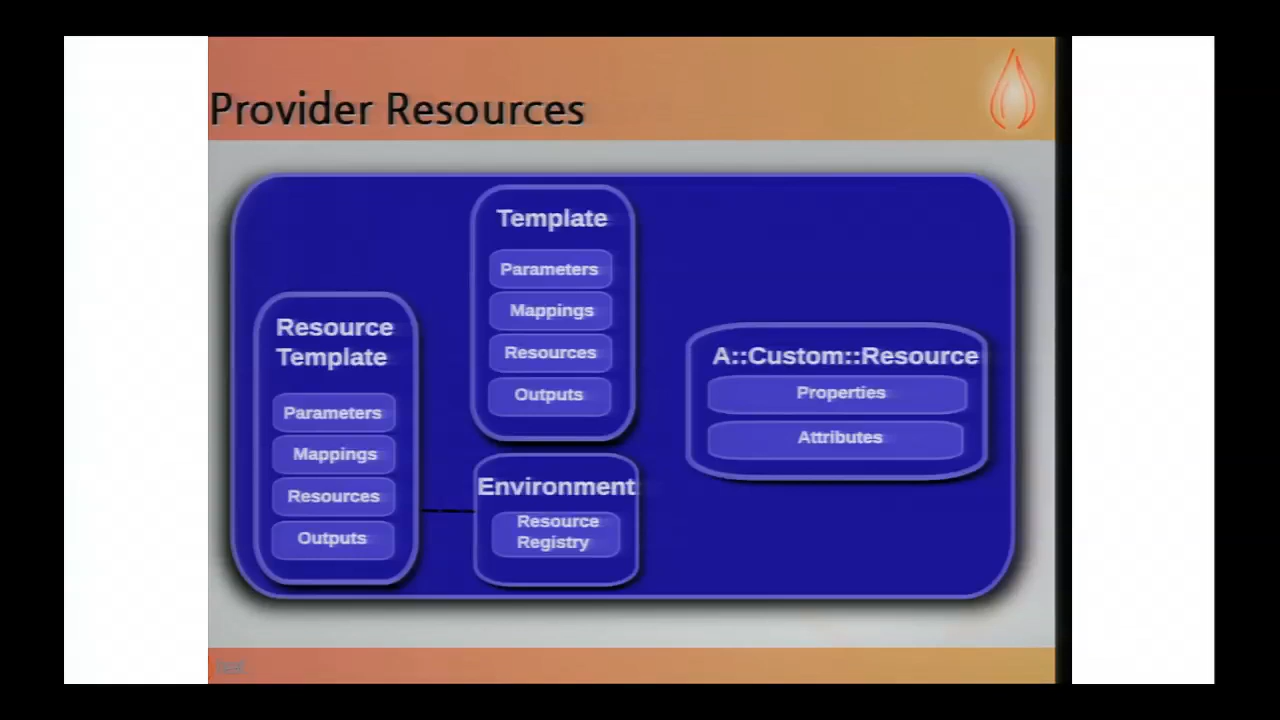 Provider Resources
Resource
Template
Parameters
Mappings
Resources
Outputs
Template
Parameters
Mappings
Resources
Outputs
Environment
Resource
Registry
A::Custom::Resource
Properties
Attributes